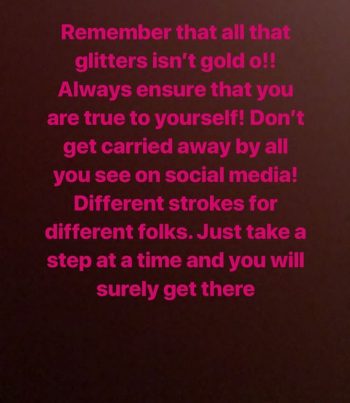 Remember that all that
glitters isn’t gold o!!
Always ensure that you
are true to yourself! Don’t
get carried away by all
you see on social media!
Different strokes for
different folks. Just take a
step at a time and you will
surely get there